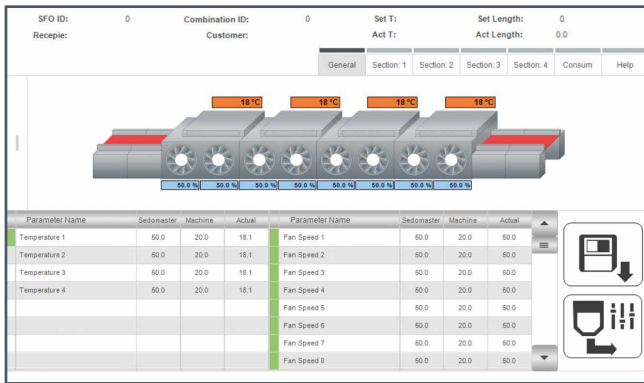 SFO ID: 0 Combination ID: 0 Set T: Set Length: 0
Recepie: Customer: Act T: Act Length: 0.0
General Section: 1 Section: 2 Section: 3 Section: 4 Consum Help
18 °C 18 °C 18 °C 18 °C
50.0 % 50.0 % 50.0 % 50.0 % 50.0 % 50.0 % 50.0 % 50.0 %
Parameter Name Sedomaster Machine Actual Parameter Name Sedomaster Machine Actual
Temperature 1 50.0 20.0 18.1 Fan Speed 1 50.0 20.0 50.0
Temperature 2 50.0 20.0 18.1 Fan Speed 2 50.0 20.0 50.0
Temperature 3 50.0 20.0 18.1 Fan Speed 3 50.0 20.0 50.0
Temperature 4 50.0 20.0 18.1 Fan Speed 4 50.0 20.0 50.0
Fan Speed 5 50.0 20.0 50.0
Fan Speed 6 50.0 20.0 50.0
Fan Speed 7 50.0 20.0 50.0
Fan Speed 8 50.0 20.0 50.0